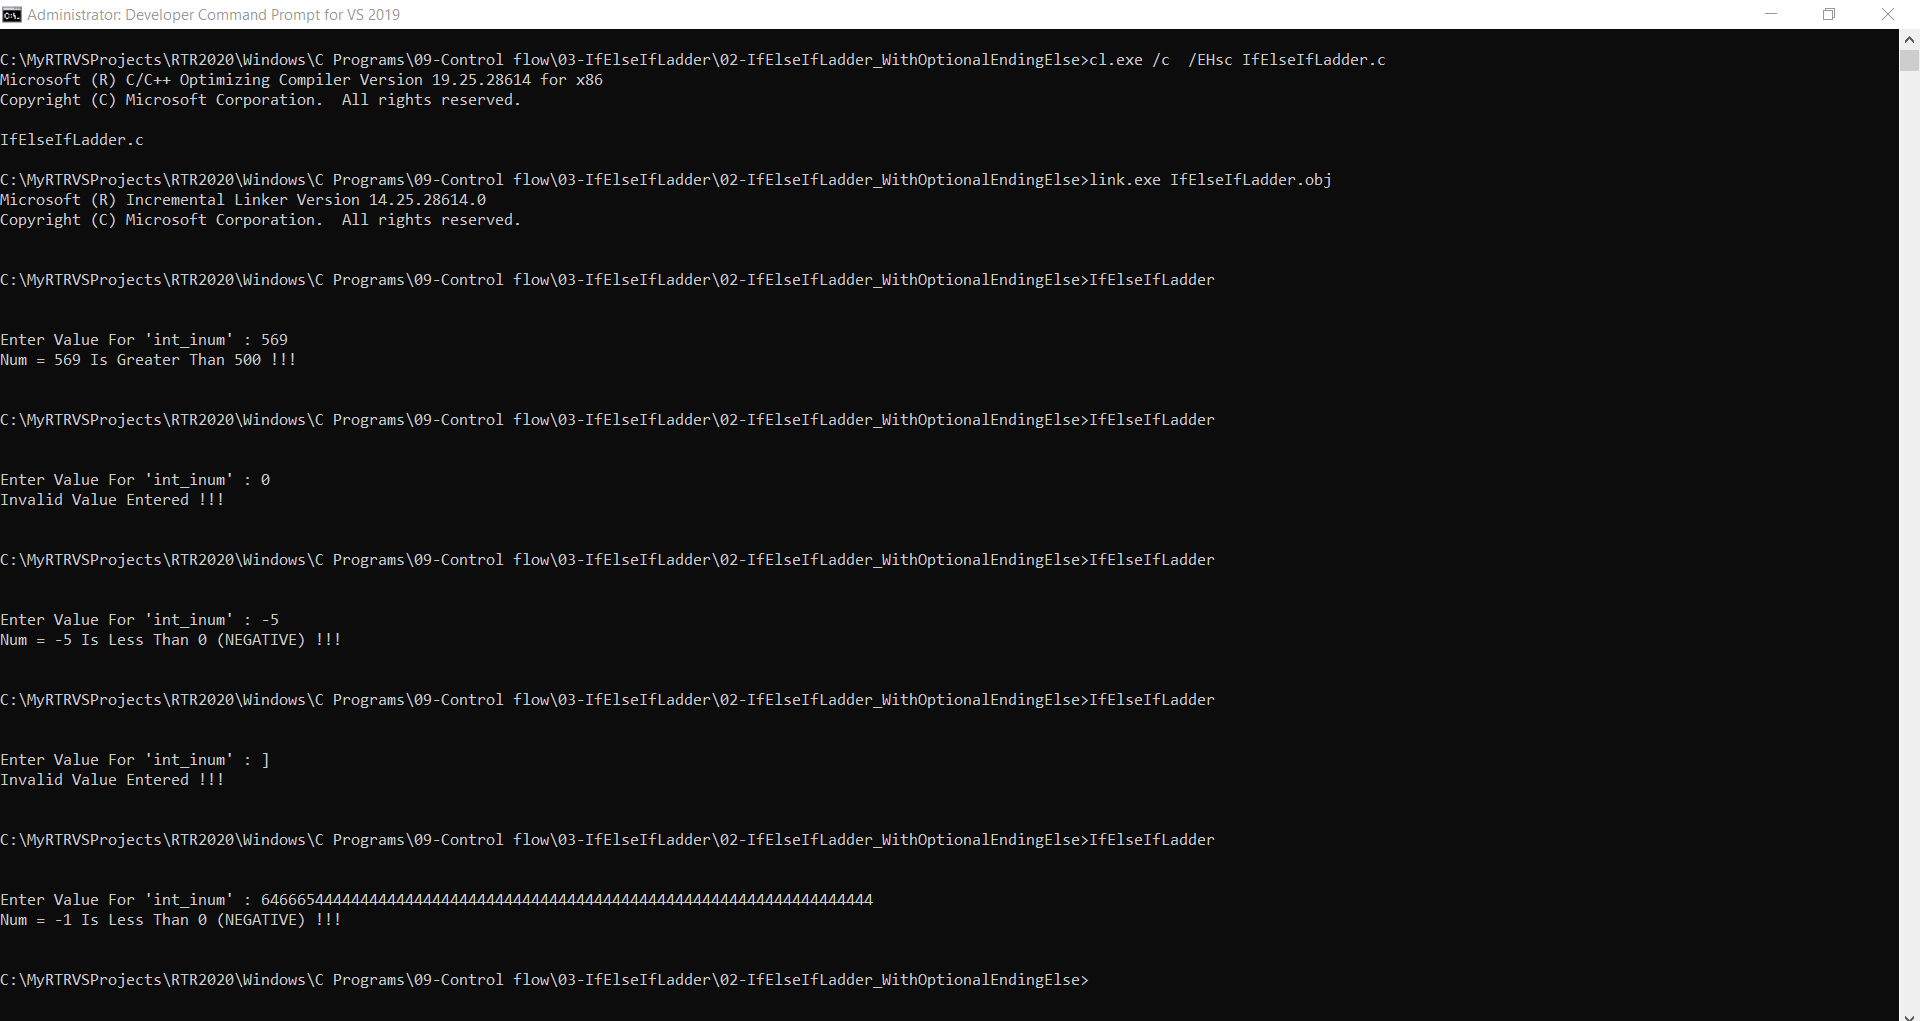 Administrator: Developer Command Prompt for VS 2019
C:\MyRTRVSProjects\RTR2020\Windows\C Programs\09-Control flow\03-IfElseIfLadder\02-IfElseIfLadder_WithOptionalEndingElse>cl.exe /c  /EHsc IfElseIfLadder.c
Microsoft (R) C/C++ Optimizing Compiler Version 19.25.28614 for x86
Copyright (C) Microsoft Corporation.  All rights reserved.
IfElseIfLadder.c
C:\MyRTRVSProjects\RTR2020\Windows\C Programs\09-Control flow\03-IfElseIfLadder\02-IfElseIfLadder_WithOptionalEndingElse>link.exe IfElseIfLadder.obj
Microsoft (R) Incremental Linker Version 14.25.28614.0
Copyright (C) Microsoft Corporation.  All rights reserved.
C:\MyRTRVSProjects\RTR2020\Windows\C Programs\09-Control flow\03-IfElseIfLadder\02-IfElseIfLadder_WithOptionalEndingElse>IfElseIfLadder
Enter Value For 'int_inum' : 569
Num = 569 Is Greater Than 500 !!!
C:\MyRTRVSProjects\RTR2020\Windows\C Programs\09-Control flow\03-IfElseIfLadder\02-IfElseIfLadder_WithOptionalEndingElse>IfElseIfLadder
Enter Value For 'int_inum' : 0
Invalid Value Entered !!!
C:\MyRTRVSProjects\RTR2020\Windows\C Programs\09-Control flow\03-IfElseIfLadder\02-IfElseIfLadder_WithOptionalEndingElse>IfElseIfLadder
Enter Value For 'int_inum' : -5
Num = -5 Is Less Than 0 (NEGATIVE) !!!
C:\MyRTRVSProjects\RTR2020\Windows\C Programs\09-Control flow\03-IfElseIfLadder\02-IfElseIfLadder_WithOptionalEndingElse>IfElseIfLadder
Enter Value For 'int_inum' : ]
Invalid Value Entered !!!
C:\MyRTRVSProjects\RTR2020\Windows\C Programs\09-Control flow\03-IfElseIfLadder\02-IfElseIfLadder_WithOptionalEndingElse>IfElseIfLadder
Enter Value For 'int_inum' : 64666544444444444444444444444444444444444444444444444444444444444444
Num = -1 Is Less Than 0 (NEGATIVE) !!!
C:\MyRTRVSProjects\RTR2020\Windows\C Programs\09-Control flow\03-IfElseIfLadder\02-IfElseIfLadder_WithOptionalEndingElse>